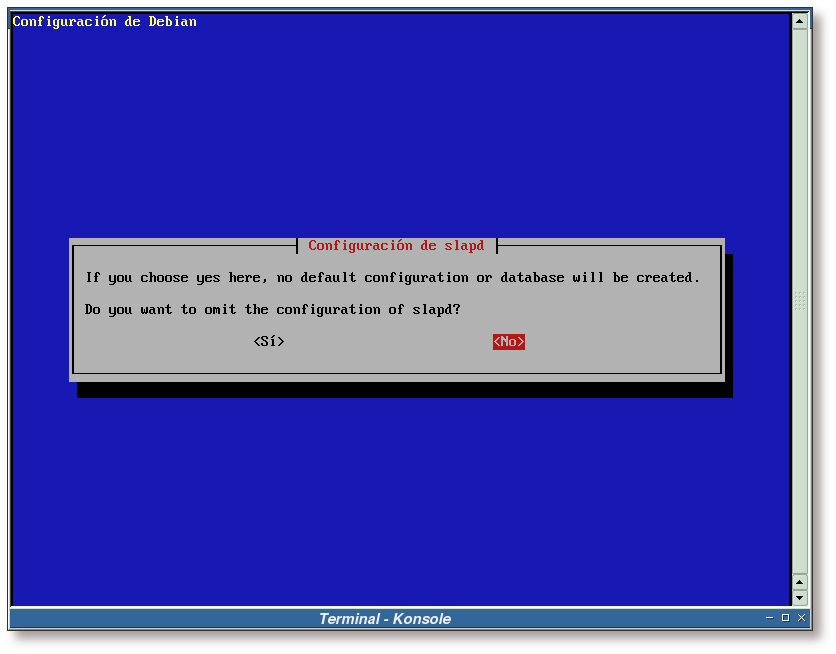 Configuración de Debian
Configuración de slapd
If you choose yes here, no default configuration or database will be created.
Do you want to omit the configuration of slapd?
<Sí> <No>
Terminal - Konsole